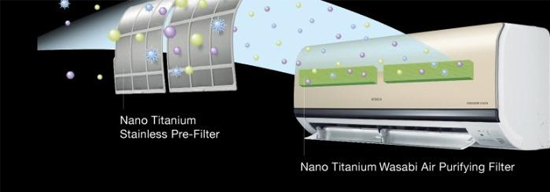 Nano Titanium
Stainless Pre-Filter
Nano Titanium Wasabi Air Purifying Filter